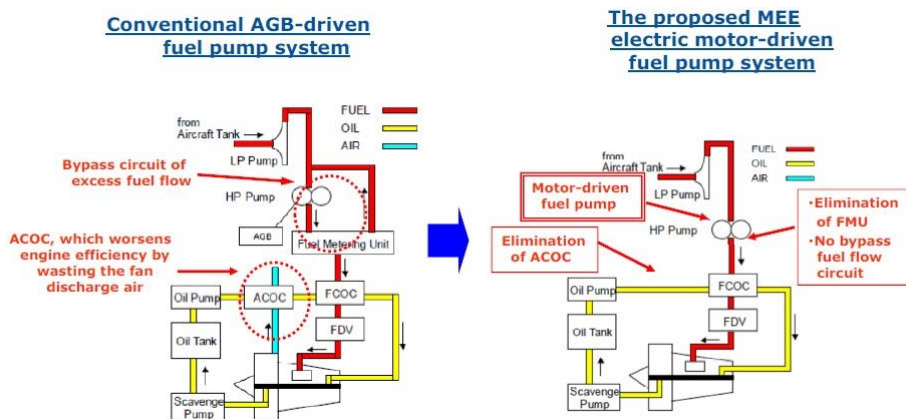 Conventional AGB-driven
fuel pump system
from
Aircraft Tank
LP Pump
FUEL
OIL
AIR
Bypass circuit of
excess fuel flow
HP Pump
AGB
Fuel Metering Unit
ACOC, which worsens
engine efficiency by
wasting the fan
discharge air
Oil Pump
ACOC
FCOC
FDV
Oil Tank
Scavenge
Pump
The proposed MEE
electric motor-driven
fuel pump system
from
Aircraft Tank
LP Pump
FUEL
OIL
AIR
Motor-driven
fuel pump
HP Pump
•Elimination
of FMU
•No bypass
fuel flow
circuit
Elimination
of ACOC
Oil Pump
FCOC
FDV
Oil Tank
Scavenge
Pump